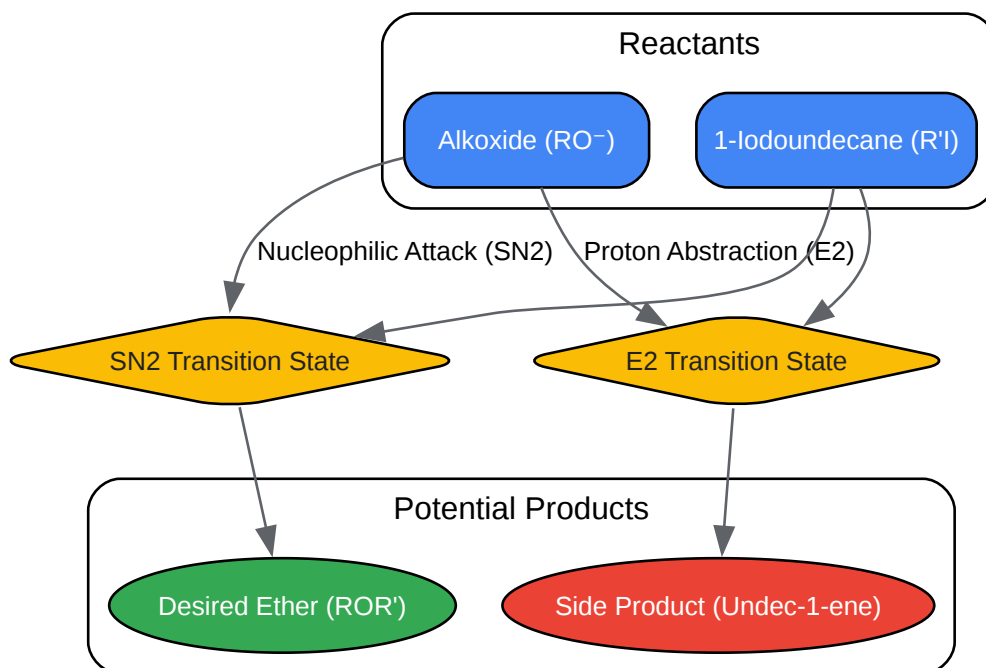 Reactants
Alkoxide (RO⁻)
1-Iodoundecane (R'I)
Nucleophilic Attack (SN2)
Proton Abstraction (E2)
SN2 Transition State
E2 Transition State
Potential Products
Desired Ether (ROR')
Side Product (Undec-1-ene)